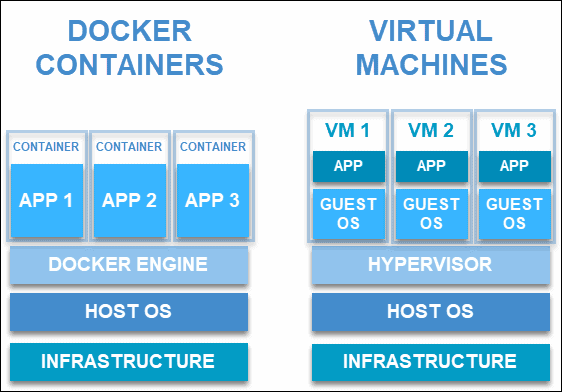 DOCKER
CONTAINERS
CONTAINER CONTAINER CONTAINER
APP 1 APP 2 APP 3
DOCKER ENGINE
HOST OS
INFRASTRUCTURE
VIRTUAL
MACHINES
VM 1 VM 2 VM 3
APP APP APP
GUEST GUEST GUEST
OS OS OS
HYPERVISOR
HOST OS
INFRASTRUCTURE